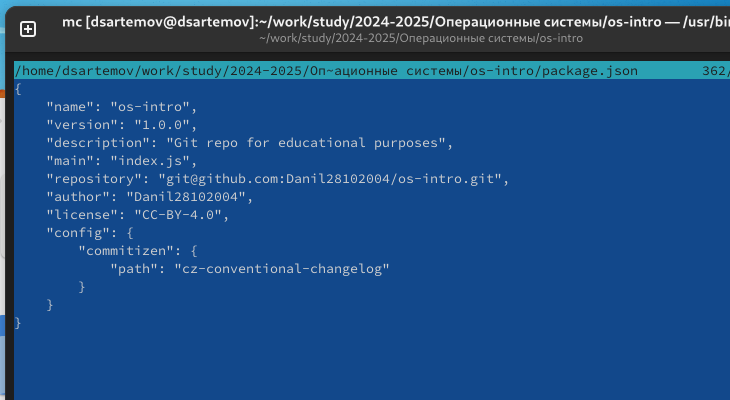 mc [dsartemov@dsartemov]:~/work/study/2024-2025/Операционные системы/os-intro — /usr/bin
~/work/study/2024-2025/Операционные системы/os-intro
/home/dsartemov/work/study/2024-2025/Оп~ационные системы/os-intro/package.json 362/
{
    "name": "os-intro",
    "version": "1.0.0",
    "description": "Git repo for educational purposes",
    "main": "index.js",
    "repository": "git@github.com:Danil28102004/os-intro.git",
    "author": "Danil28102004",
    "license": "CC-BY-4.0",
    "config": {
        "commitizen": {
            "path": "cz-conventional-changelog"
        }
    }
}